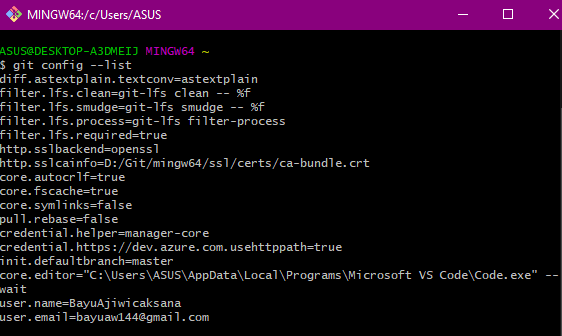 MINGW64:/c/Users/ASUS
ASUS@DESKTOP-A3DMEIJ MINGW64 ~
$ git config --list
diff.astextplain.textconv=astextplain
filter.lfs.clean=git-lfs clean -- %f
filter.lfs.smudge=git-lfs smudge -- %f
filter.lfs.process=git-lfs filter-process
filter.lfs.required=true
http.sslbackend=openssl
http.sslcainfo=D:/Git/mingw64/ssl/certs/ca-bundle.crt
core.autocrlf=true
core.fscache=true
core.symlinks=false
pull.rebase=false
credential.helper=manager-core
credential.https://dev.azure.com.usehttppath=true
init.defaultbranch=master
core.editor="C:\Users\ASUS\AppData\Local\Programs\Microsoft VS Code\Code.exe" --
wait
user.name=BayuAjiwicaksana
user.email=bayuaw144@gmail.com